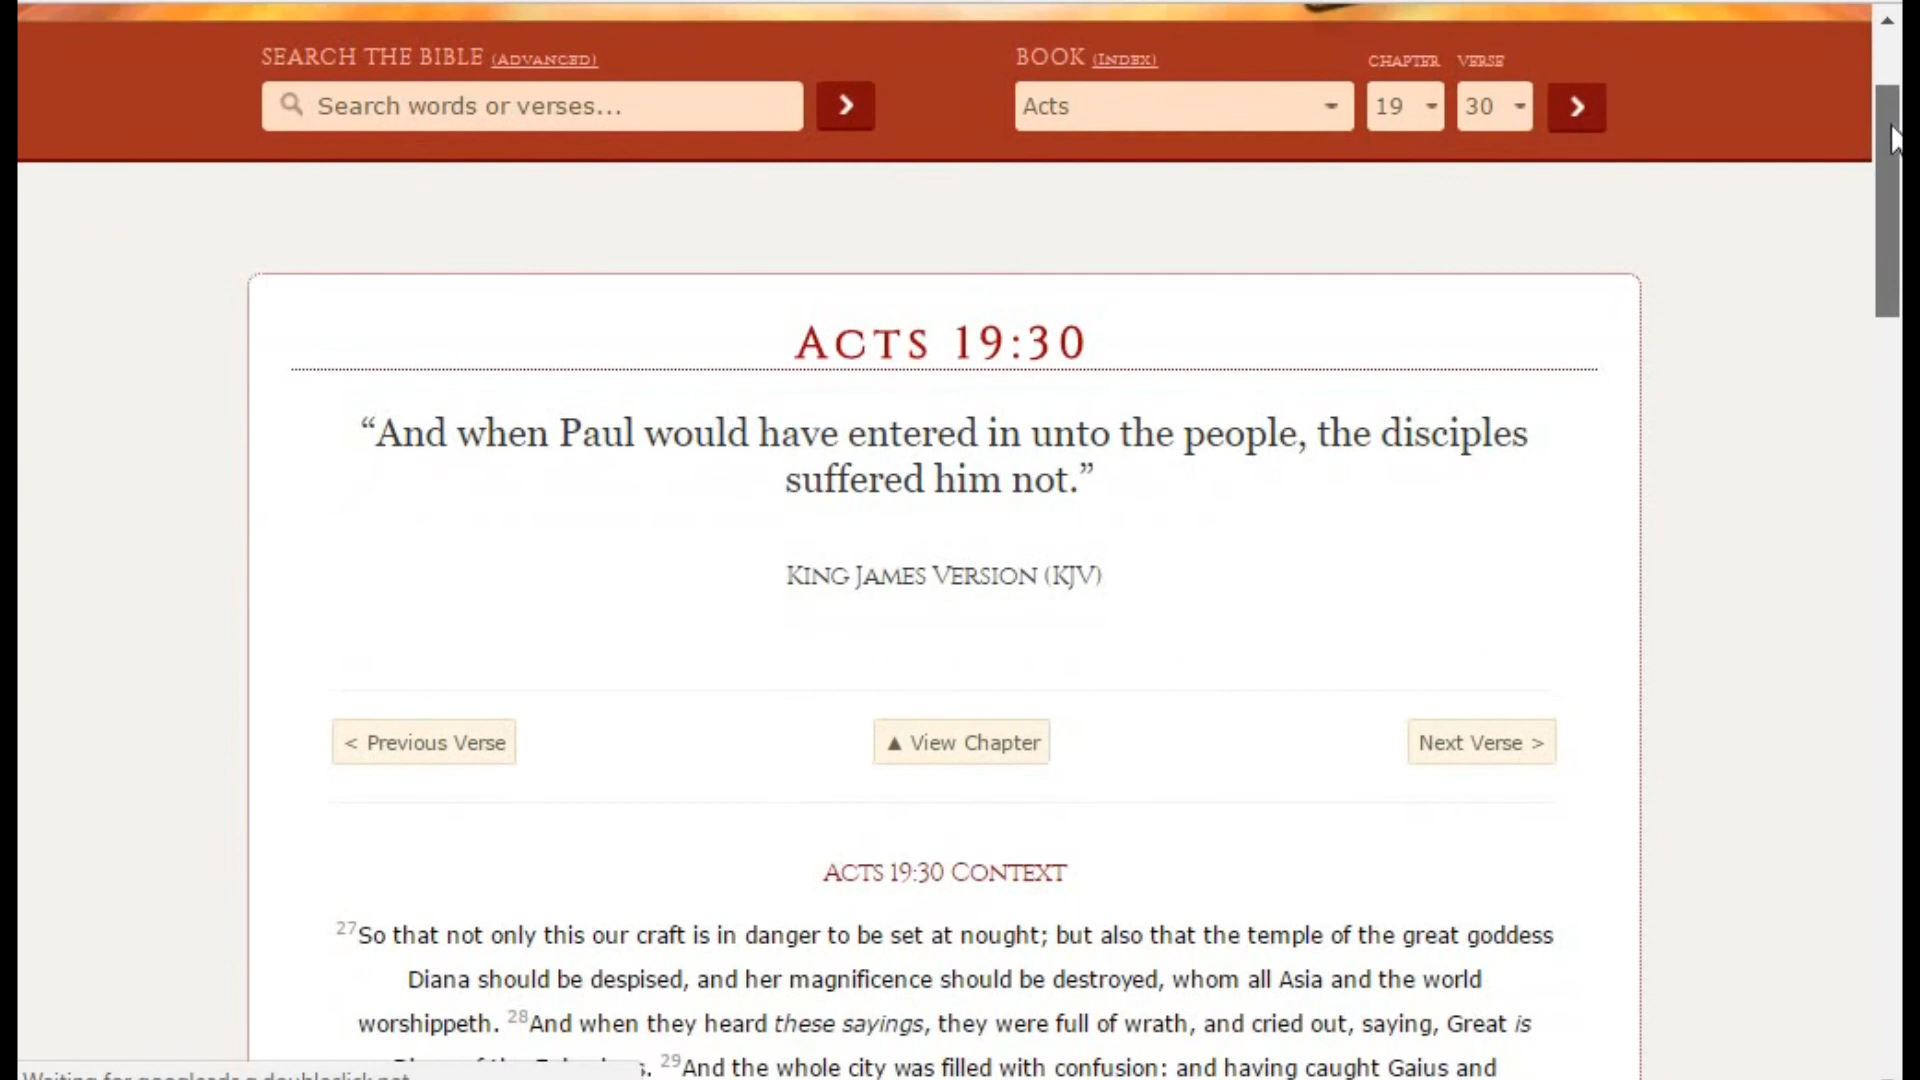 SEARCH THE BIBLE (ADVANCED)
BOOK (INDEX)
CHAPTER VERSE
Search words or verses...
Acts
19
30
ACTS 19:30
“And when Paul would have entered in unto the people, the disciples
suffered him not.”
KING JAMES VERSION (KJV)
< Previous Verse
▲ View Chapter
Next Verse >
ACTS 19:30 CONTEXT
27So that not only this our craft is in danger to be set at nought; but also that the temple of the great goddess
Diana should be despised, and her magnificence should be destroyed, whom all Asia and the world
worshippeth. 28And when they heard these sayings, they were full of wrath, and cried out, saying, Great is
29And the whole city was filled with confusion: and having caught Gaius and